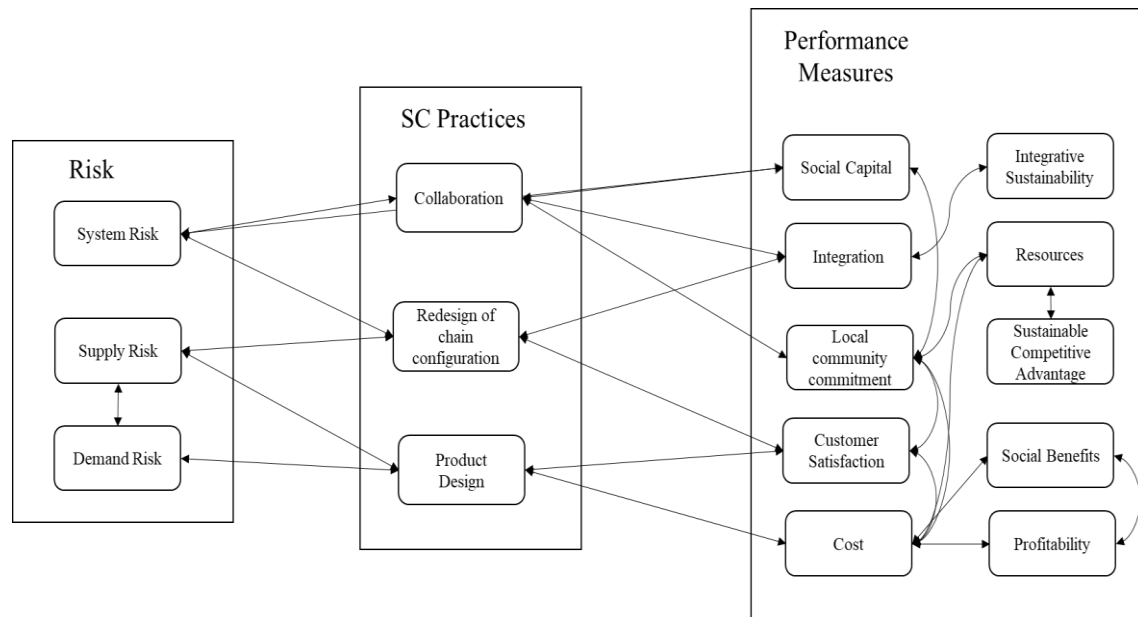 Risk
System Risk
Supply Risk
Demand Risk
SC Practices
Collaboration
Redesign of
chain
configuration
Product
Design
Performance
Measures
Social Capital
Integration
Local
community
commitment
Customer
Satisfaction
Cost
Integrative
Sustainability
Resources
Sustainable
Competitive
Advantage
Social Benefits
Profitability